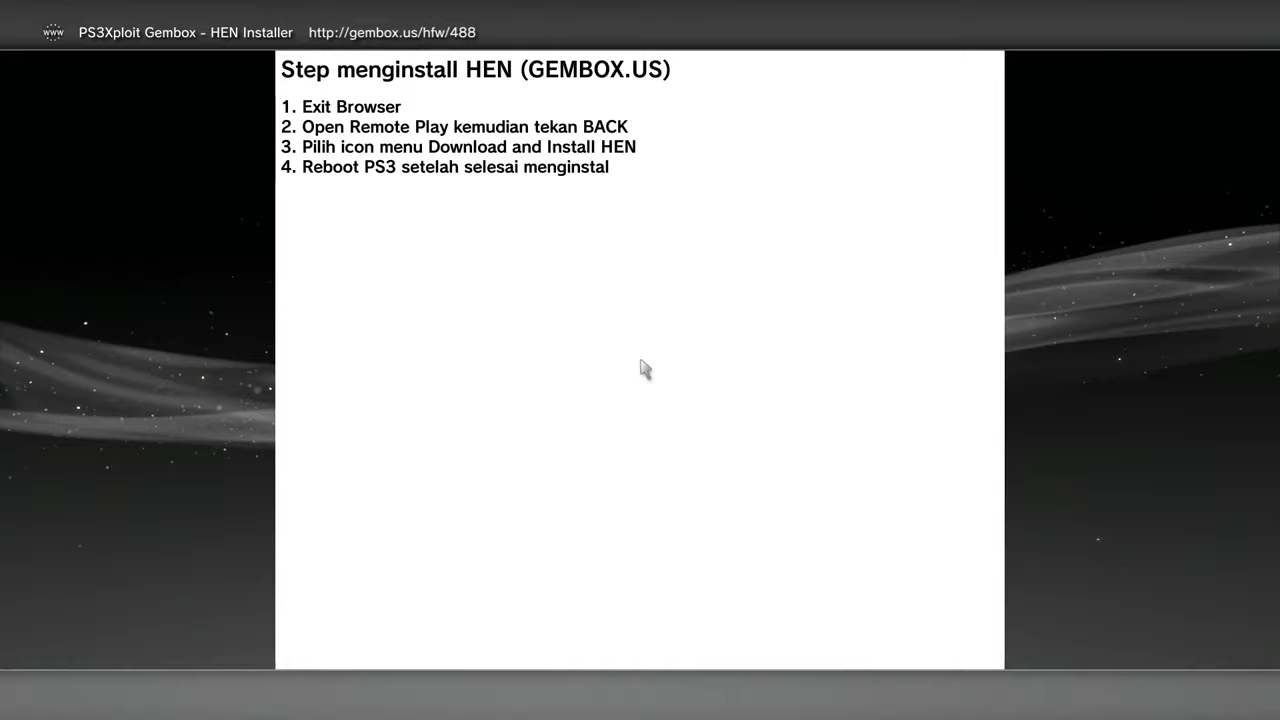 www PS3Xploit Gembox - HEN Installer http://gembox.us/hfw/488
Step menginstall HEN (GEMBOX.US)
1. Exit Browser
2. Open Remote Play kemudian tekan BACK
3. Pilih icon menu Download and Install HEN
4. Reboot PS3 setelah selesai menginstal